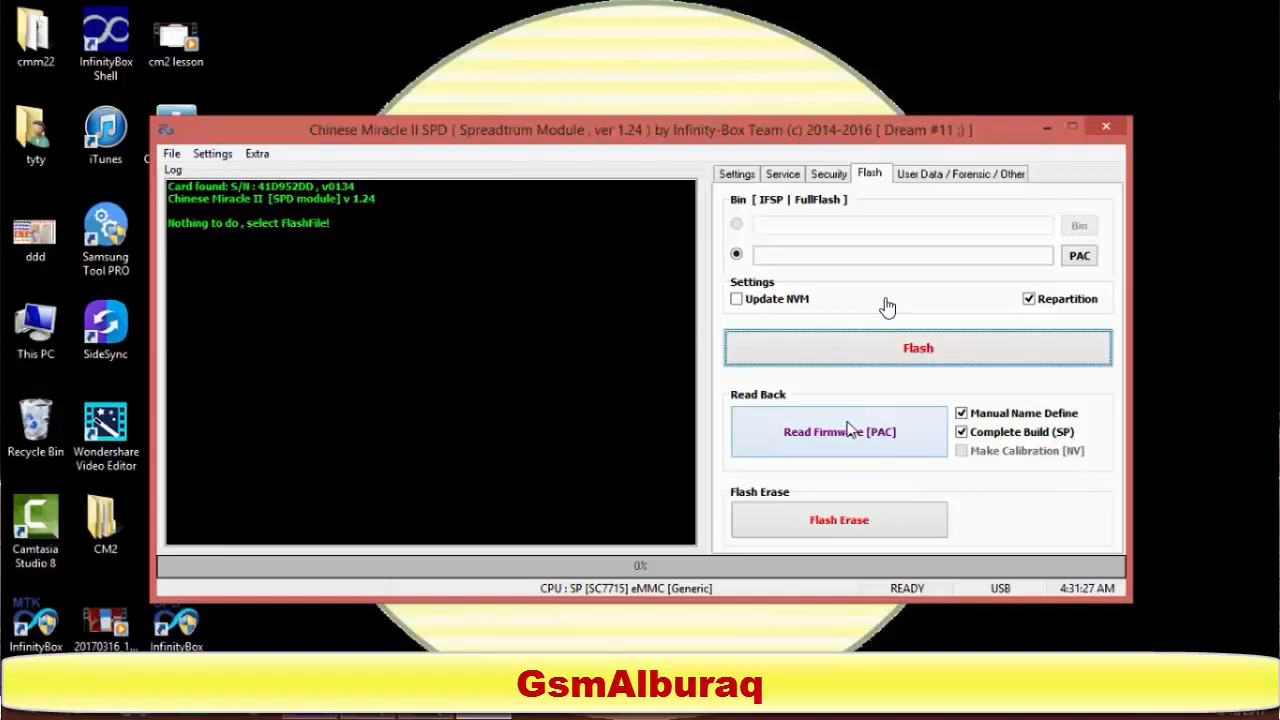 cmm22
InfinityBox
Shell
cm2 lesson
tyty
iTunes
ddd
Samsung
Tool PRO
This PC
SideSync
Recycle Bin
Wondershare
Video Editor
Camtasia
Studio 8
CM2
MTK
InfinityBox
20170316_1...
InfinityBox
Chinese Miracle II SPD ( Spreadtrum Module , ver 1.24 ) by Infinity-Box Team (c) 2014-2016 [ Dream #11 ;) ]
File Settings Extra
Log
Card found: S/N : 41D952DD , v0134
Chinese Miracle II [SPD module] v 1.24
Nothing to do , select FlashFile!
Settings Service Security Flash User Data / Forensic / Other
Bin [ IFSP | FullFlash ]
Bin
PAC
Settings
Update NVM Repartition
Flash
Read Back
Read Firmware [PAC]
Manual Name Define
Complete Build (SP)
Make Calibration [NV]
Flash Erase
Flash Erase
0%
CPU : SP [SC7715] eMMC [Generic] READY USB 4:31:27 AM
GsmAlburaq